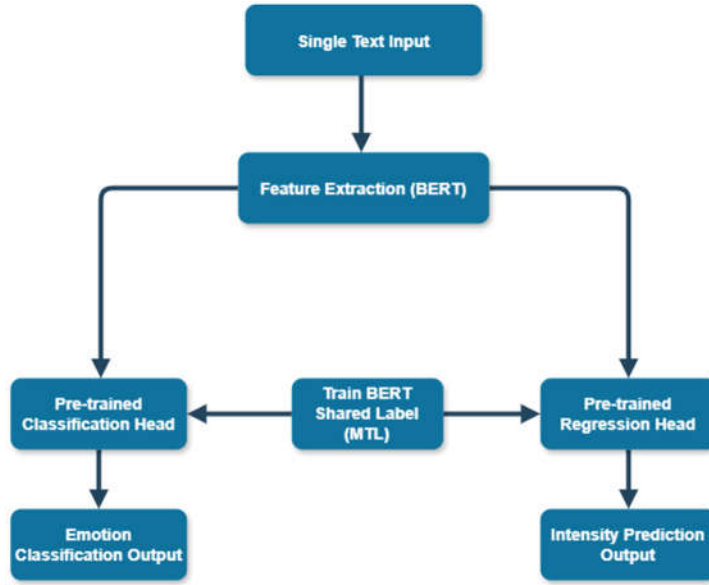 Single Text Input
Feature Extraction (BERT)
Pre-trained
Classification Head
Train BERT
Shared Label
(MTL)
Pre-trained
Regression Head
Emotion
Classification Output
Intensity Prediction
Output